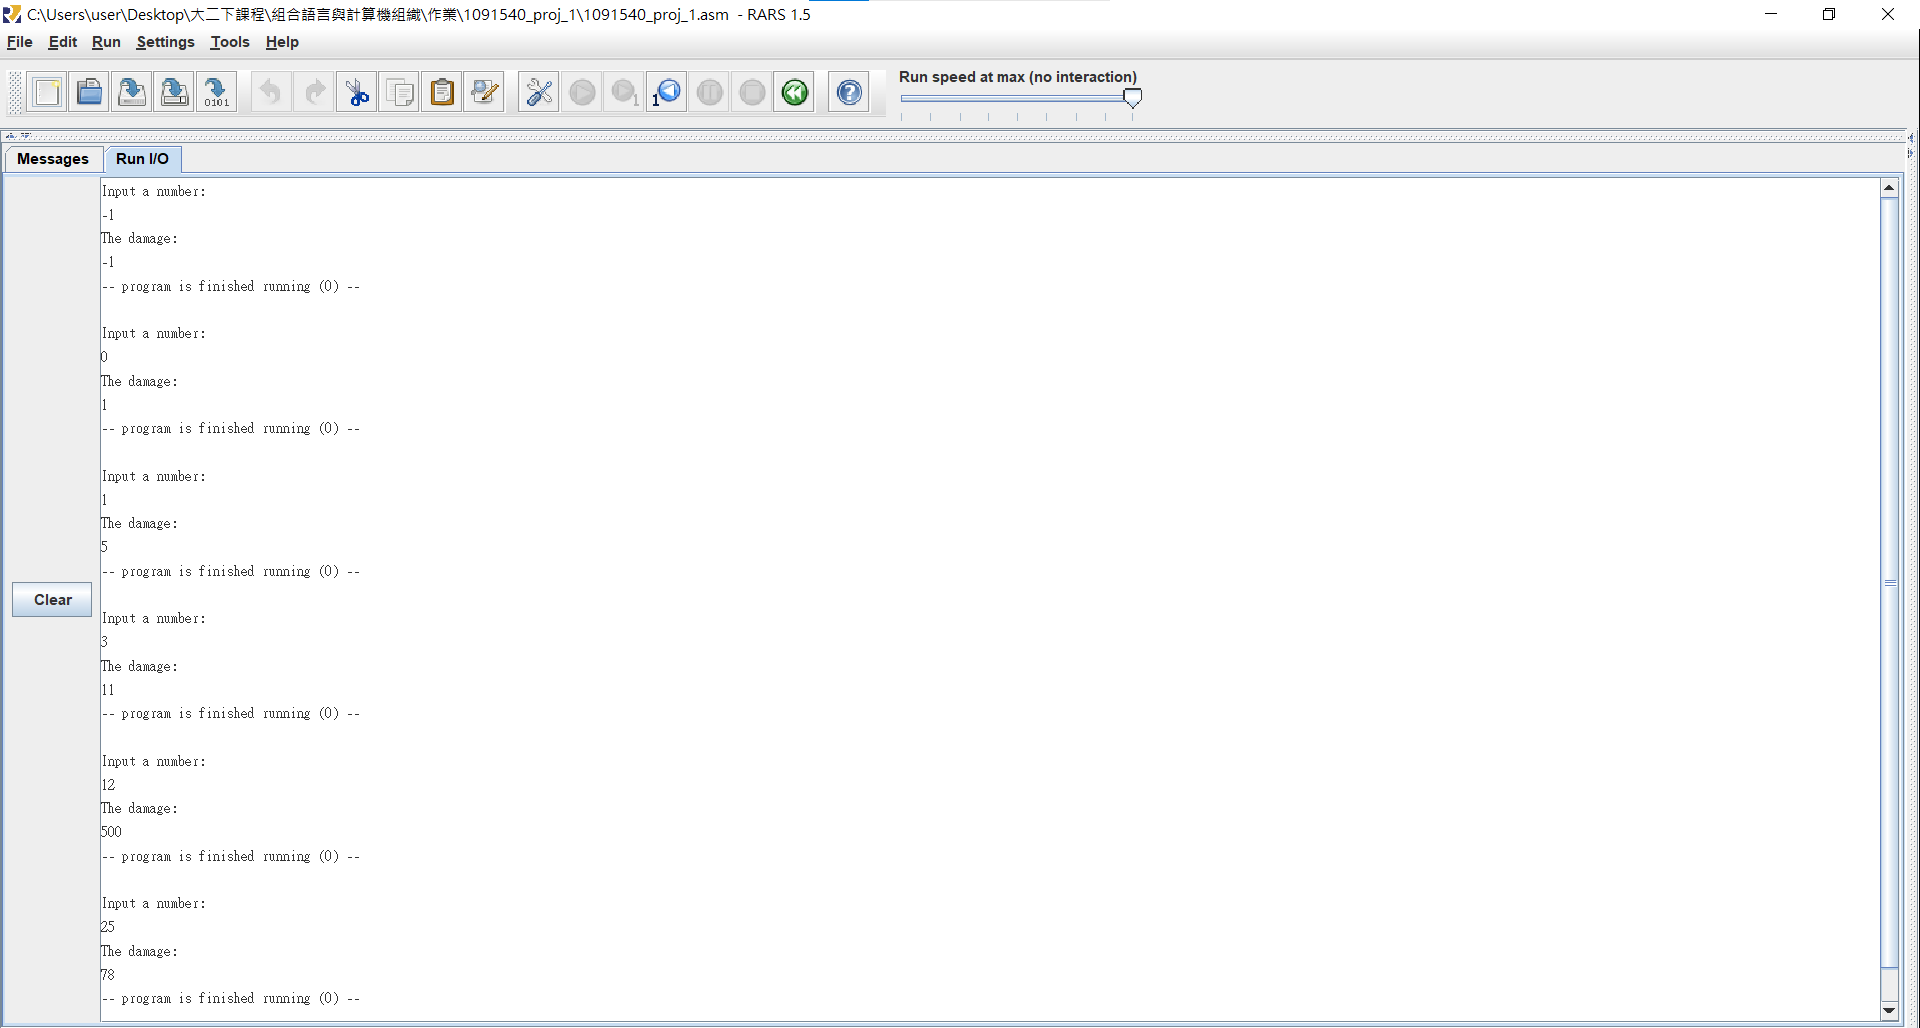 C:\Users\user\Desktop\大二下課程\組合語言與計算機組織\作業\1091540_proj_1\1091540_proj_1.asm - RARS 1.5
File Edit Run Settings Tools Help
Run speed at max (no interaction)
0101
1
1
Messages Run I/O
Clear
Input a number:
-1
The damage:
-1
-- program is finished running (0) --
Input a number:
0
The damage:
1
-- program is finished running (0) --
Input a number:
1
The damage:
5
-- program is finished running (0) --
Input a number:
3
The damage:
11
-- program is finished running (0) --
Input a number:
12
The damage:
500
-- program is finished running (0) --
Input a number:
25
The damage:
78
-- program is finished running (0) --